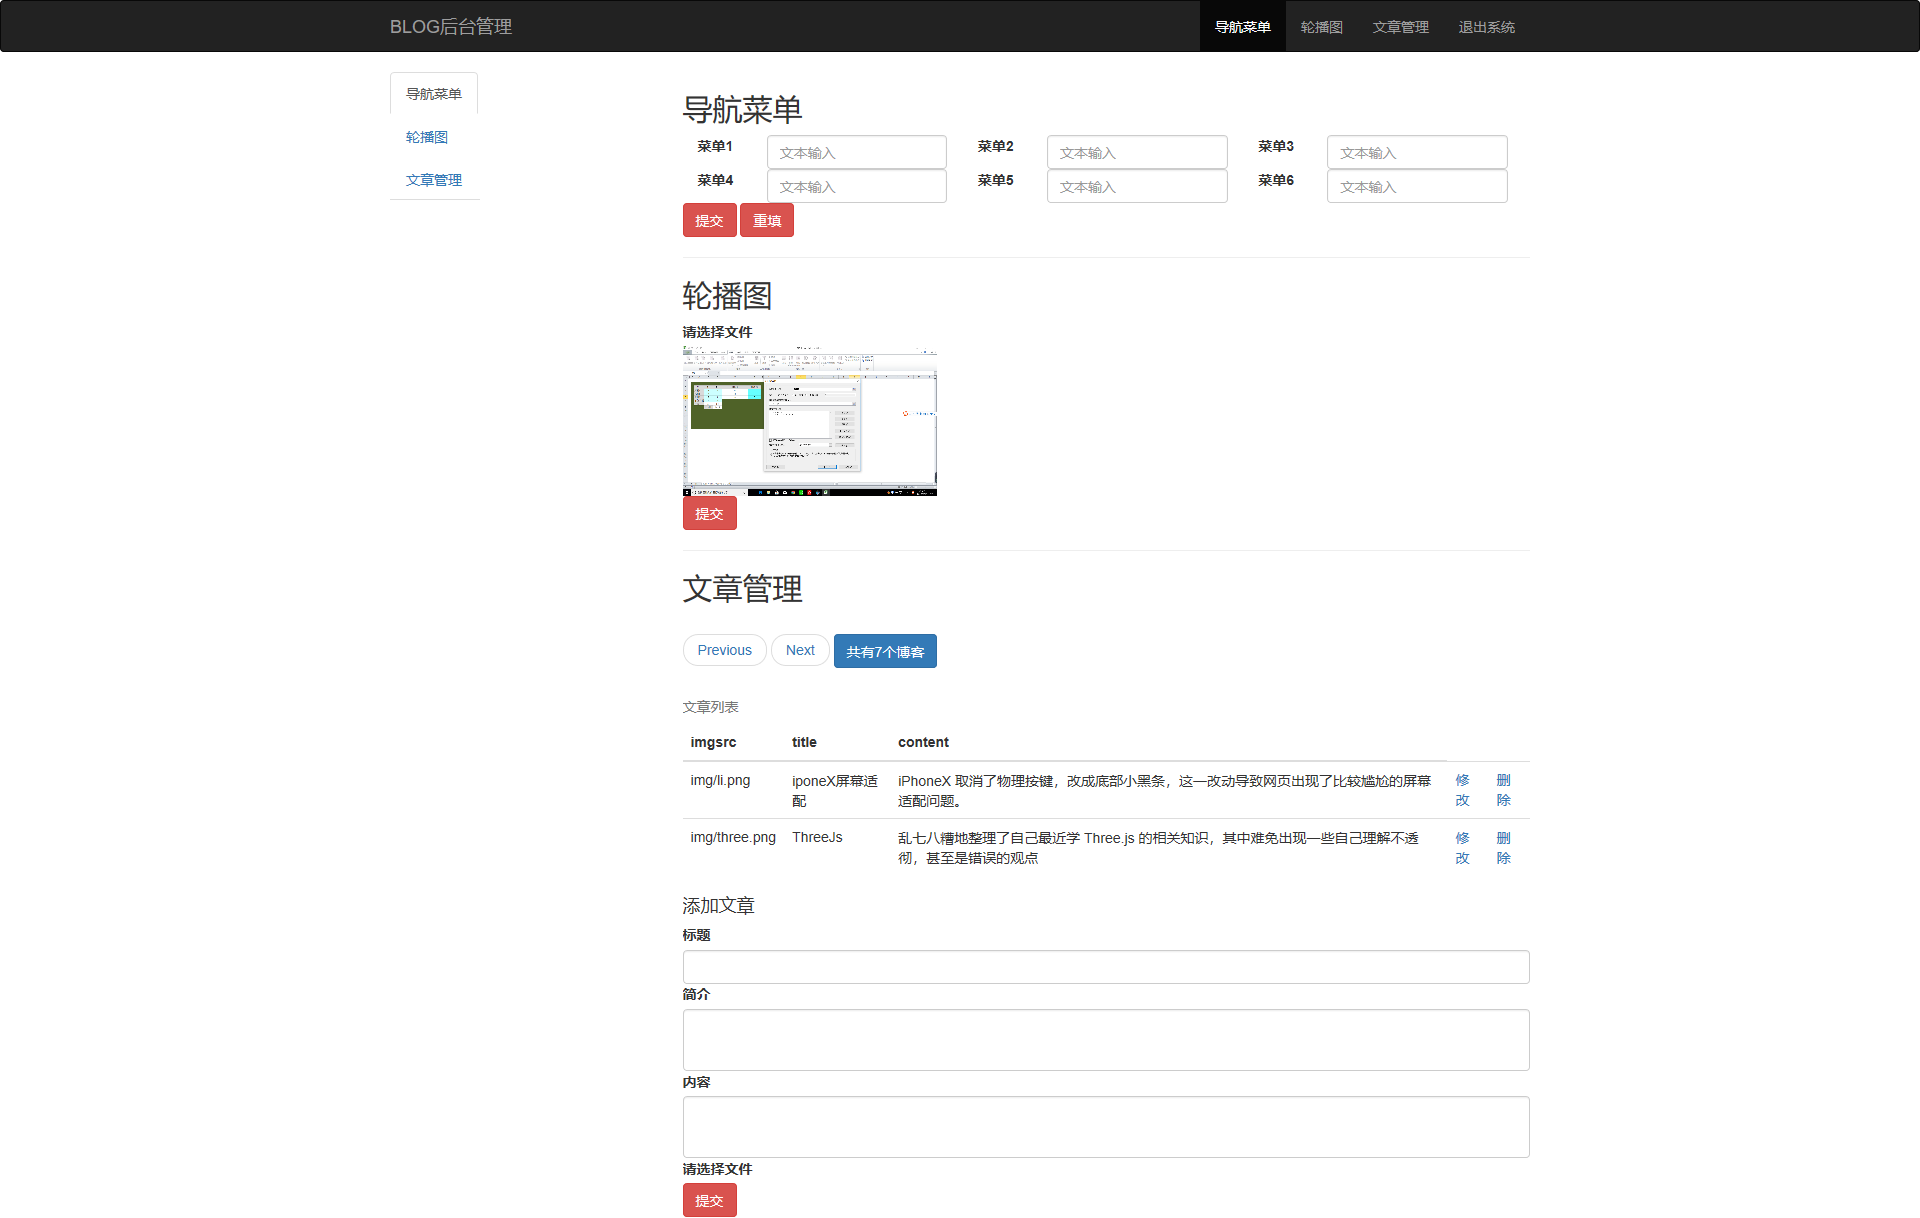 BLOG后台管理 导航菜单 轮播图 文章管理 退出系统
导航菜单
轮播图
文章管理
导航菜单
菜单1 文本输入 菜单2 文本输入 菜单3 文本输入
菜单4 文本输入 菜单5 文本输入 菜单6 文本输入
提交 重填
轮播图
请选择文件
提交
文章管理
Previous Next 共有7个博客
文章列表
imgsrc title content
img/li.png iponeX屏幕适 iPhoneX 取消了物理按键，改成底部小黑条，这一改动导致网页出现了比较尴尬的屏幕 修 删
配 适配问题。 改 除
img/three.png ThreeJs 乱七八糟地整理了自己最近学 Three.js 的相关知识，其中难免出现一些自己理解不透 修 删
彻，甚至是错误的观点 改 除
添加文章
标题
简介
内容
请选择文件
提交